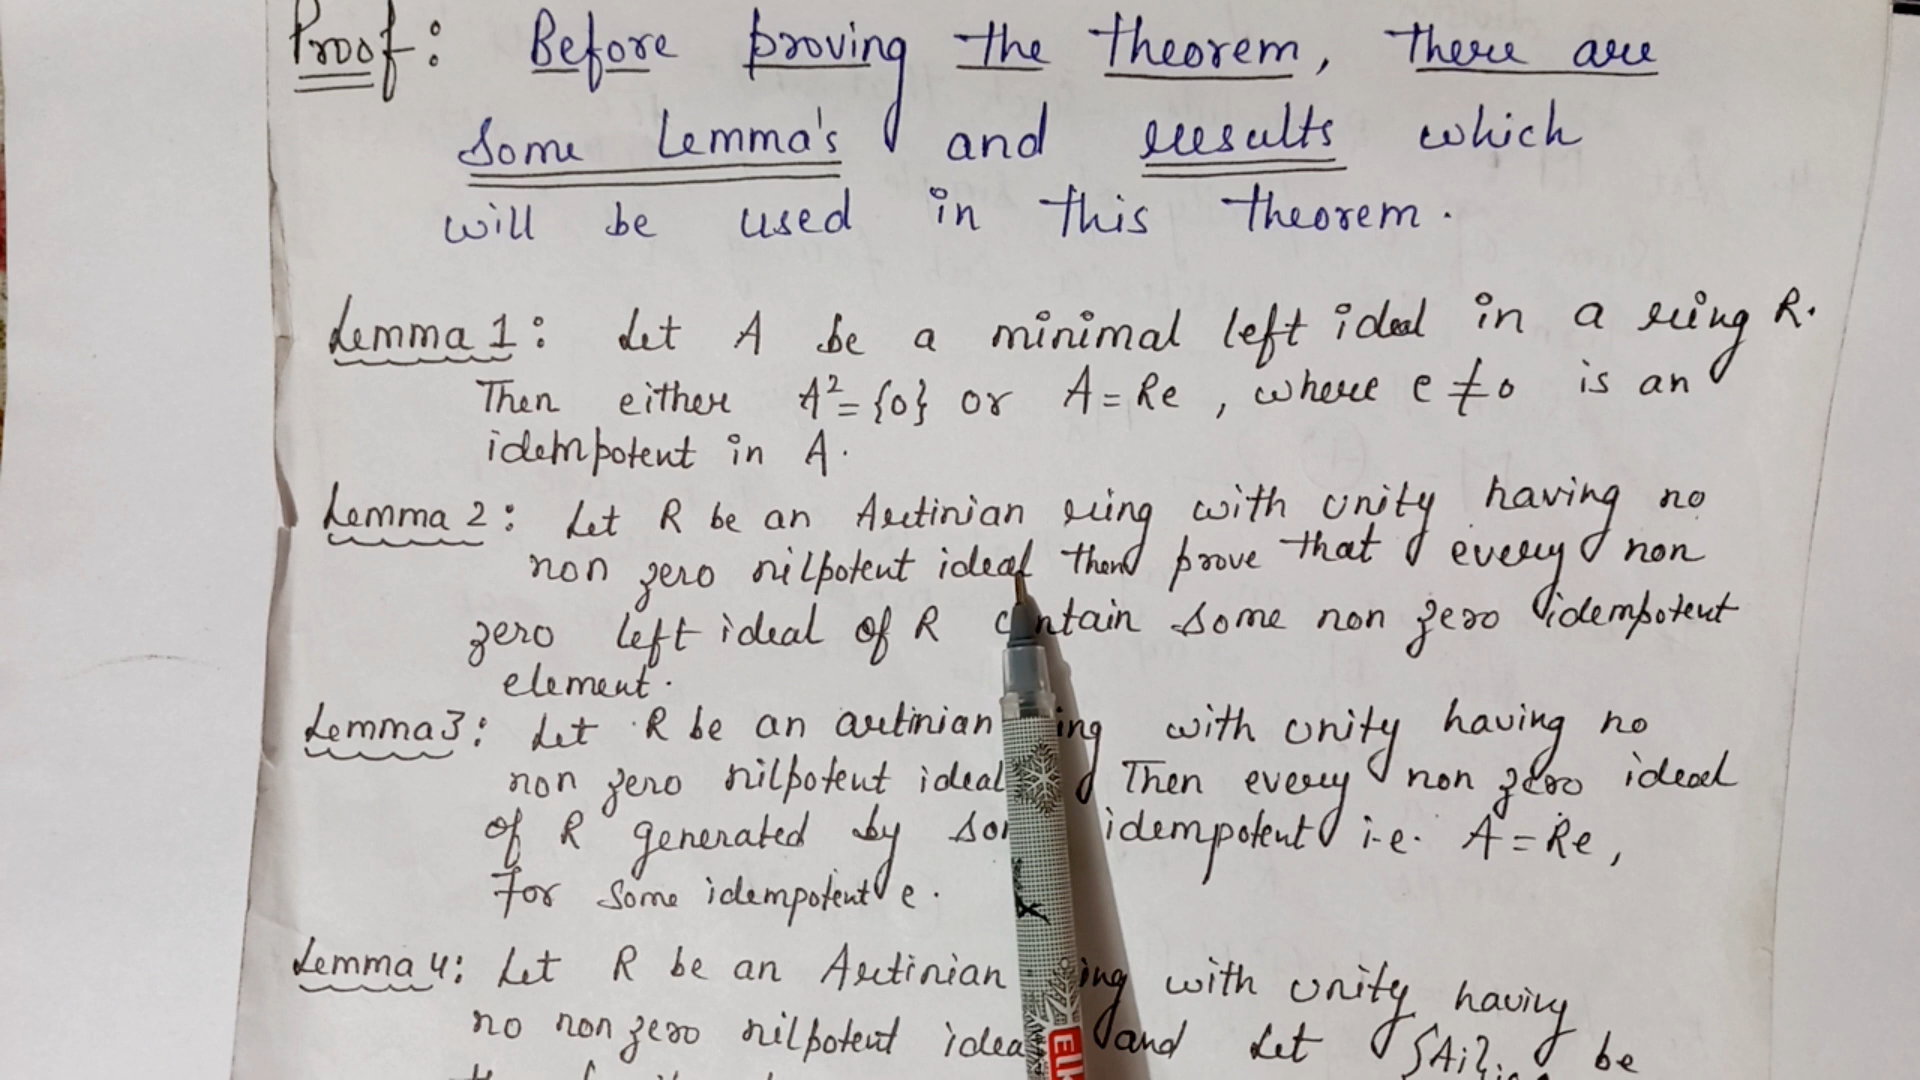 Proof: Before proving the theorem, there are
Some Lemma's and results which
will be used in this theorem.
Lemma 1: Let A be a minimal left ideal in a ring R.
Then either A²={0} or A=Re, where e≠0 is an
idempotent in A.
Lemma 2: Let R be an Artinian ring with unity having no
non zero nilpotent ideal then prove that every non
zero left ideal of R contain some non zero idempotent
element.
Lemma 3: Let R be an artinian ing with unity having no
non zero nilpotent ideal Then every non zero ideal
of R generated by so idempotent i.e. A=Re,
For some idempotent e.
Lemma 4: Let R be an Artinian ing with unity having
no non zero nilpotent idea and Let {Ai} be
ELK